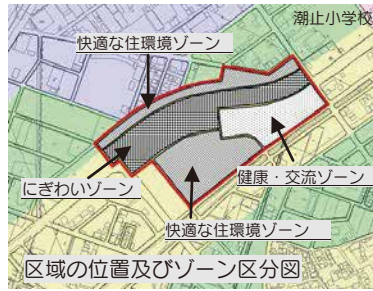 潮止小学校
快適な住環境ゾーン
にぎわいゾーン
健康・交流ゾーン
快適な住環境ゾーン
区域の位置及びゾーン区分図